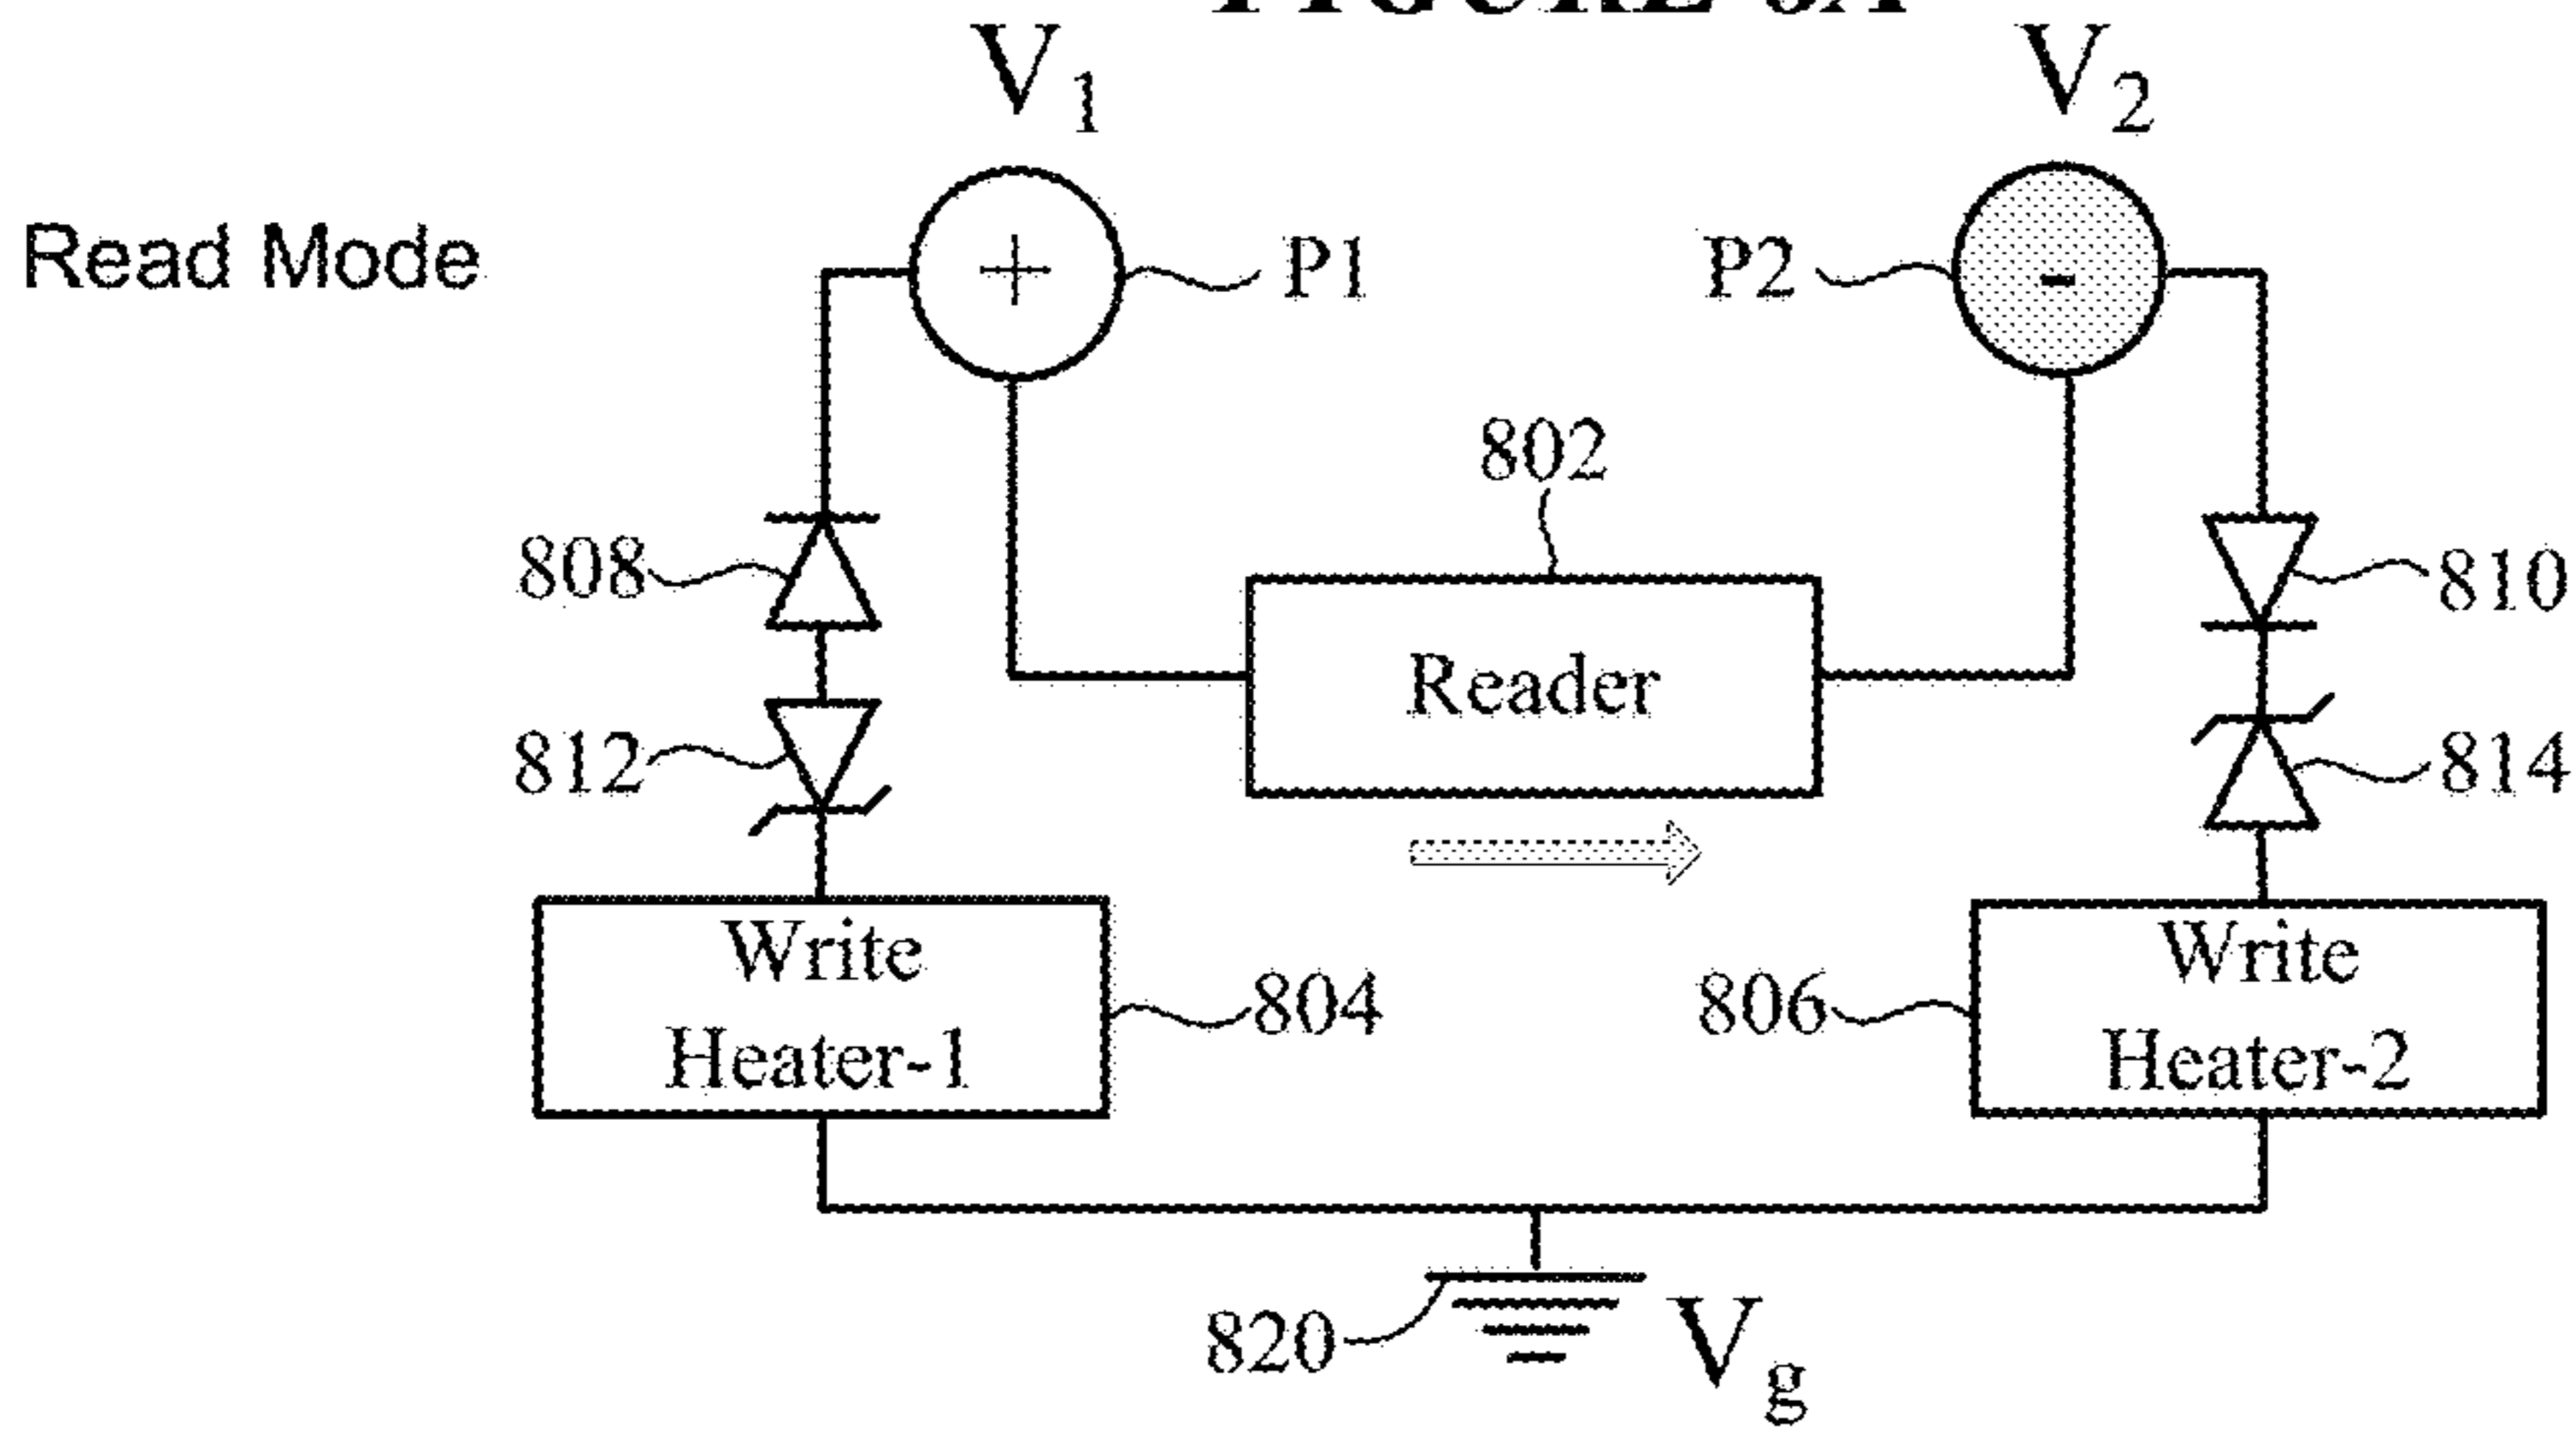 V1
V2
Read Mode
+
P1
P2
-
802
808
810
Reader
812
814
Write
Heater-1
804
806
Write
Heater-2
820
Vg